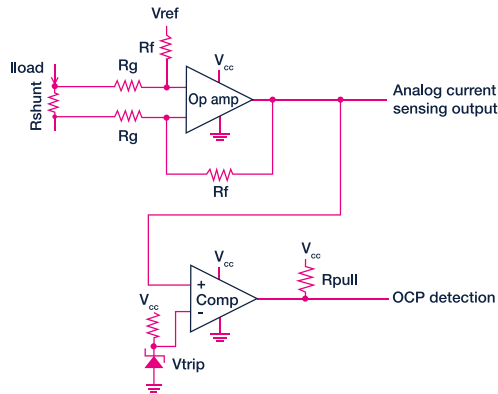 Vref
Rf
Iload
Rg
Vcc
Rshunt
Op amp
Analog current
sensing output
Rg
Rf
Vcc
Vcc
+
Comp
-
Rpull
OCP detection
Vcc
Vtrip